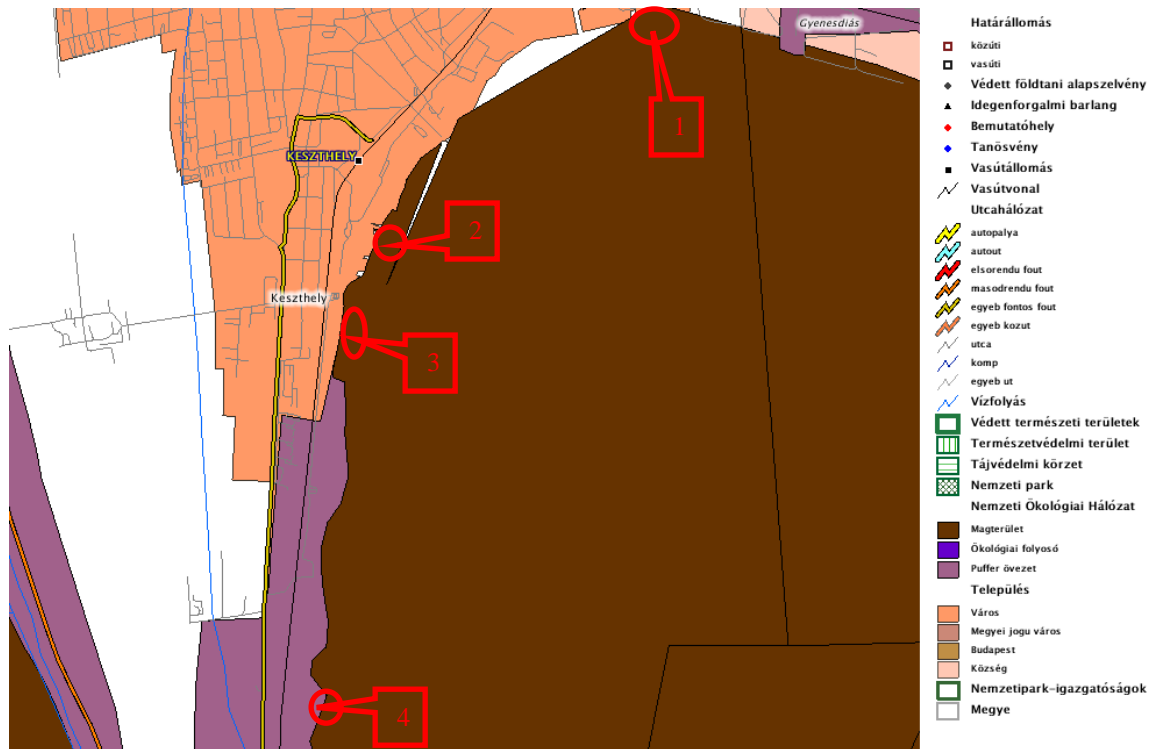 Gyenesdiás
1
KESZTHELY
2
Keszthely
3
4
Határállomás
közúti
vasúti
Védett földtani alapszelvény
Idegenforgalmi barlang
Bemutatóhely
Tanösvény
Vasútállomás
Vasútvonal
Utcahálózat
autopalya
autout
elsorendu fout
masodrendu fout
egyeb fontos fout
egyeb kozut
utca
komp
egyeb ut
Vízfolyás
Védett természeti területek
Természetvédelmi terület
Tájvédelmi körzet
Nemzeti park
Nemzeti Ökológiai Hálózat
Magterület
Ökológiai folyosó
Puffer övezet
Település
Város
Megyei jogu város
Budapest
Község
Nemzetipark-igazgatóságok
Megye